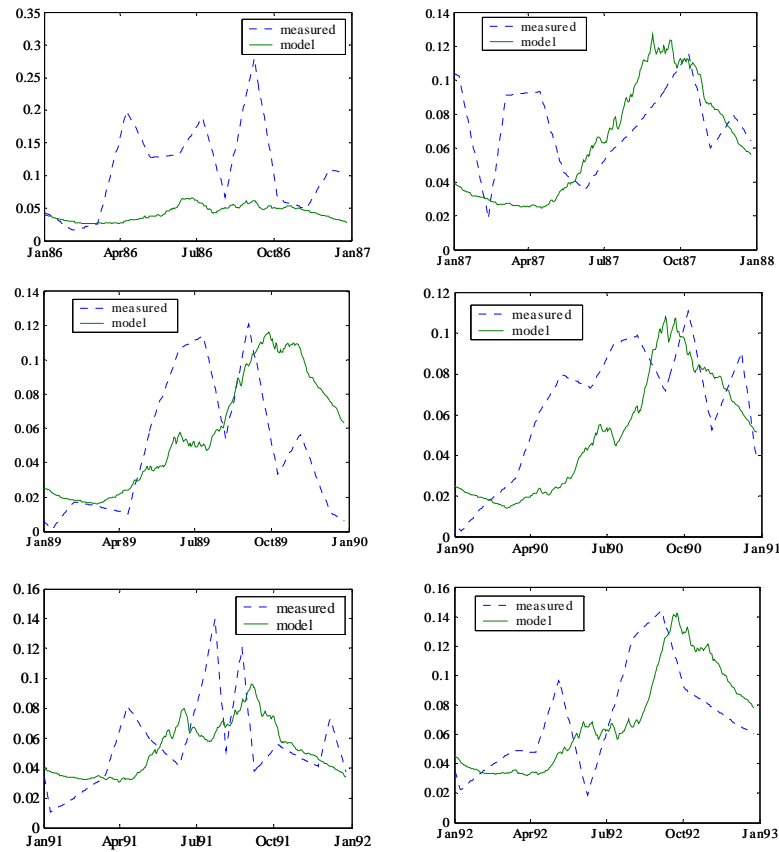 0.35
0.3
0.25
0.2
0.15
0.1
0.05
0
Jan86 Apr86 Jul86 Oct86 Jan87
measured
model
0.14
0.12
0.1
0.08
0.06
0.04
0.02
0
Jan87 Apr87 Jul87 Oct87 Jan88
measured
model
0.14
0.12
0.1
0.08
0.06
0.04
0.02
0
Jan89 Apr89 Jul89 Oct89 Jan90
measured
model
0.12
0.1
0.08
0.06
0.04
0.02
0
Jan90 Apr90 Jul90 Oct90 Jan91
measured
model
0.16
0.14
0.12
0.1
0.08
0.06
0.04
0.02
0
Jan91 Apr91 Jul91 Oct91 Jan92
measured
model
0.16
0.14
0.12
0.1
0.08
0.06
0.04
0.02
0
Jan92 Apr92 Jul92 Oct92 Jan93
measured
model